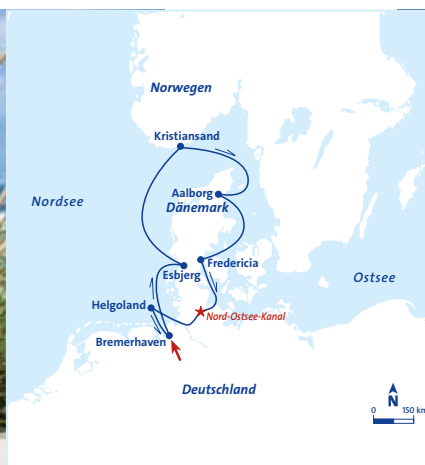 Norwegen
Kristiansand
Nordsee
Aalborg
Dänemark
Fredericia
Esbjerg
Ostsee
Helgoland
Nord-Ostsee-Kanal
Bremerhaven
Deutschland
N
0 150 km